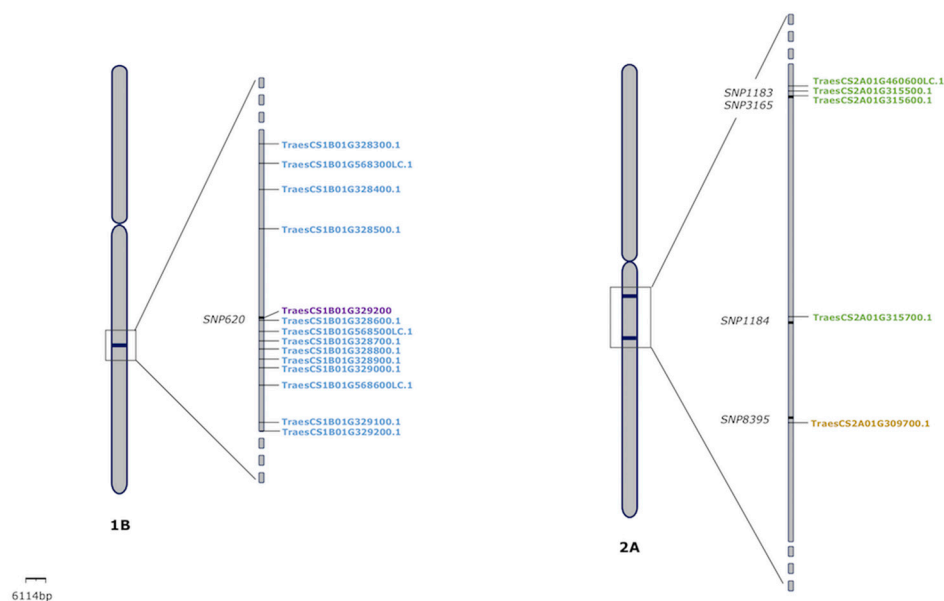 TraesCS1B01G328300.1
TraesCS1B01G568300LC.1
TraesCS1B01G328400.1
TraesCS1B01G328500.1
TraesCS1B01G329200
SNP620
TraesCS1B01G328600.1
TraesCS1B01G568500LC.1
TraesCS1B01G328700.1
TraesCS1B01G328800.1
TraesCS1B01G328900.1
TraesCS1B01G329000.1
TraesCS1B01G568600LC.1
TraesCS1B01G329100.1
TraesCS1B01G329200.1
1B
6114bp
TraesCS2A01G460600LC.1
SNP1183
TraesCS2A01G315500.1
SNP3165
TraesCS2A01G315600.1
SNP1184
TraesCS2A01G315700.1
SNP8395
TraesCS2A01G309700.1
2A